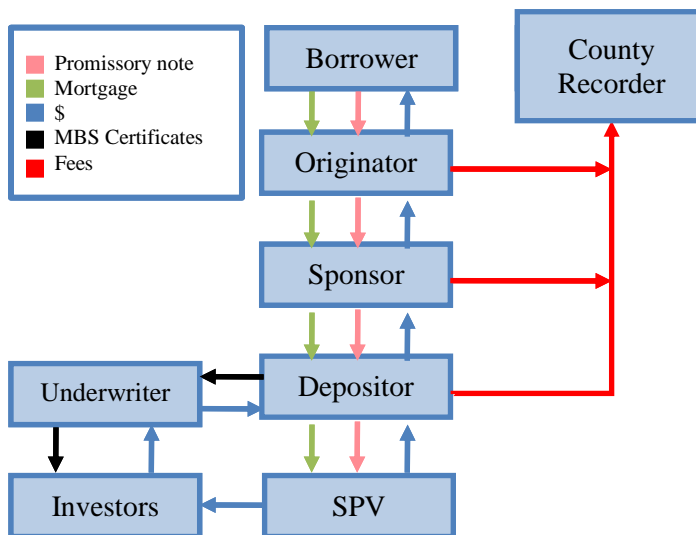 Promissory note
Mortgage
$
MBS Certificates
Fees
Borrower
County
Recorder
Originator
Sponsor
Depositor
Underwriter
Investors
SPV